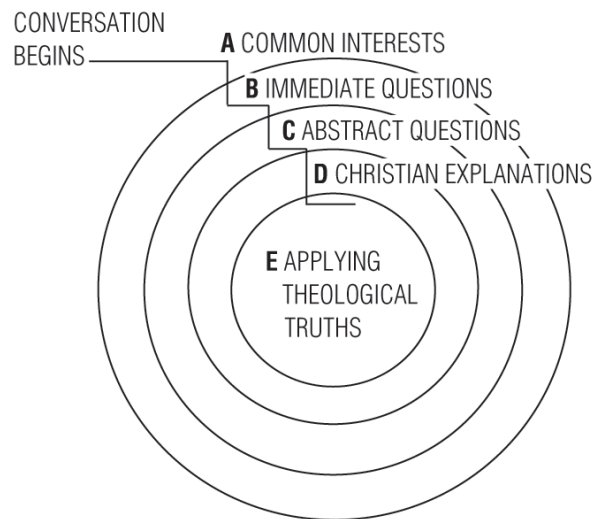 CONVERSATION
BEGINS
A COMMON INTERESTS
B IMMEDIATE QUESTIONS
C ABSTRACT QUESTIONS
D CHRISTIAN EXPLANATIONS
E APPLYING
THEOLOGICAL
TRUTHS